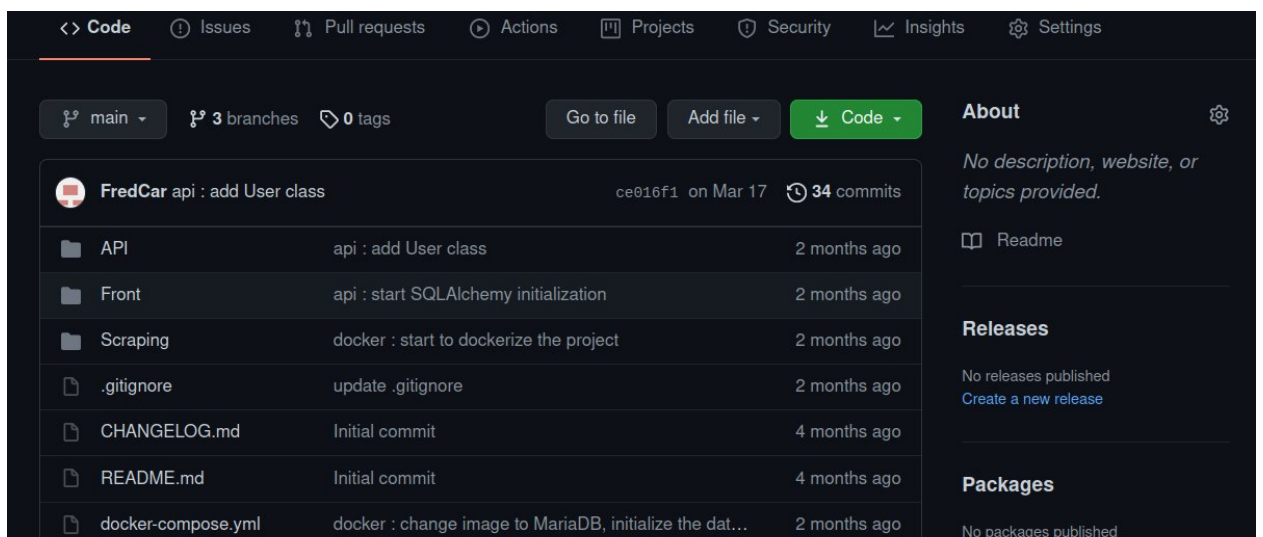 Code Issues Pull requests Actions Projects Security Insights Settings
main 3 branches 0 tags Go to file Add file Code
FredCar api : add User class ce016f1 on Mar 17 34 commits
API api : add User class 2 months ago
Front api : start SQLAlchemy initialization 2 months ago
Scraping docker : start to dockerize the project 2 months ago
.gitignore update .gitignore 2 months ago
CHANGELOG.md Initial commit 4 months ago
README.md Initial commit 4 months ago
docker-compose.yml docker : change image to MariaDB, initialize the dat... 2 months ago
About
No description, website, or
topics provided.
Readme
Releases
No releases published
Create a new release
Packages
No packages published